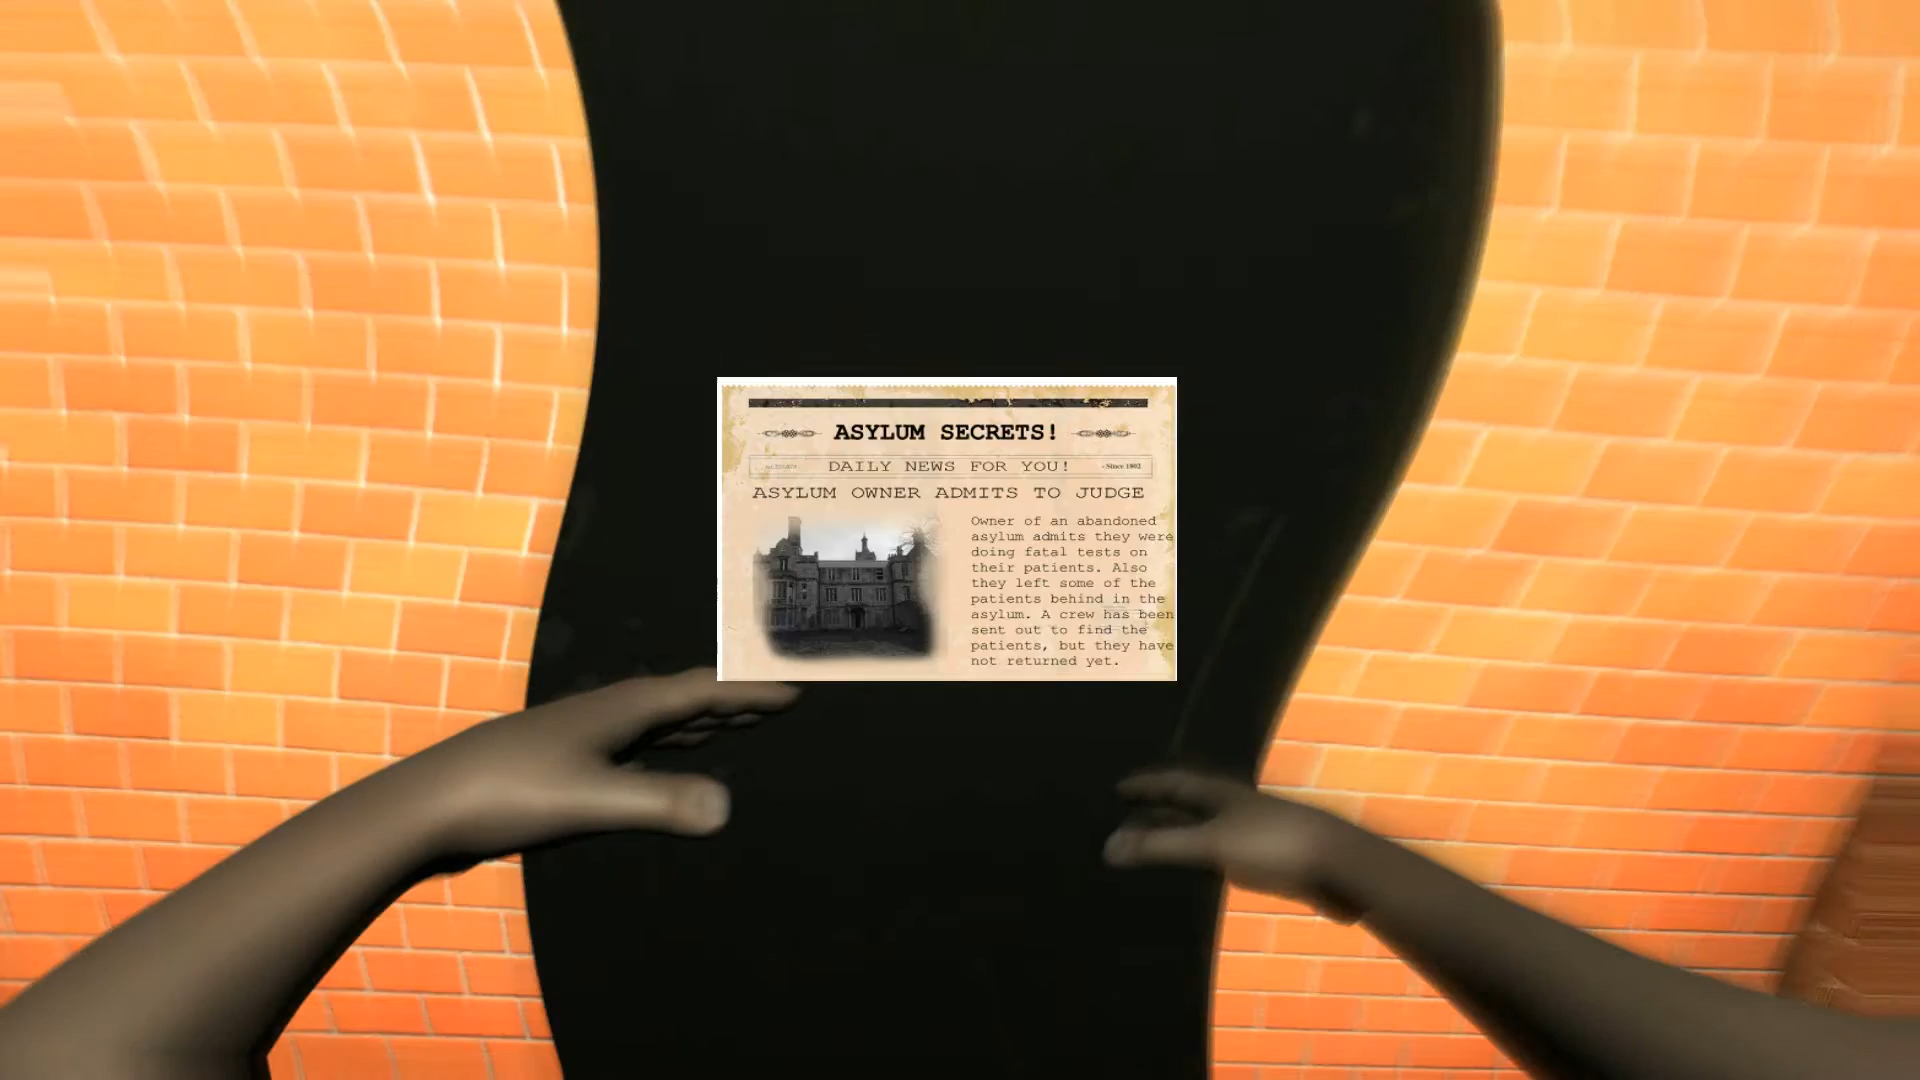 ASYLUM SECRETS!
DAILY NEWS FOR YOU!
- Since 1802
ASYLUM OWNER ADMITS TO JUDGE
Owner of an abandoned
asylum admits they were
doing fatal tests on
their patients. Also
they left some of the
patients behind in the
asylum. A crew has been
sent out to find the
patients, but they have
not returned yet.